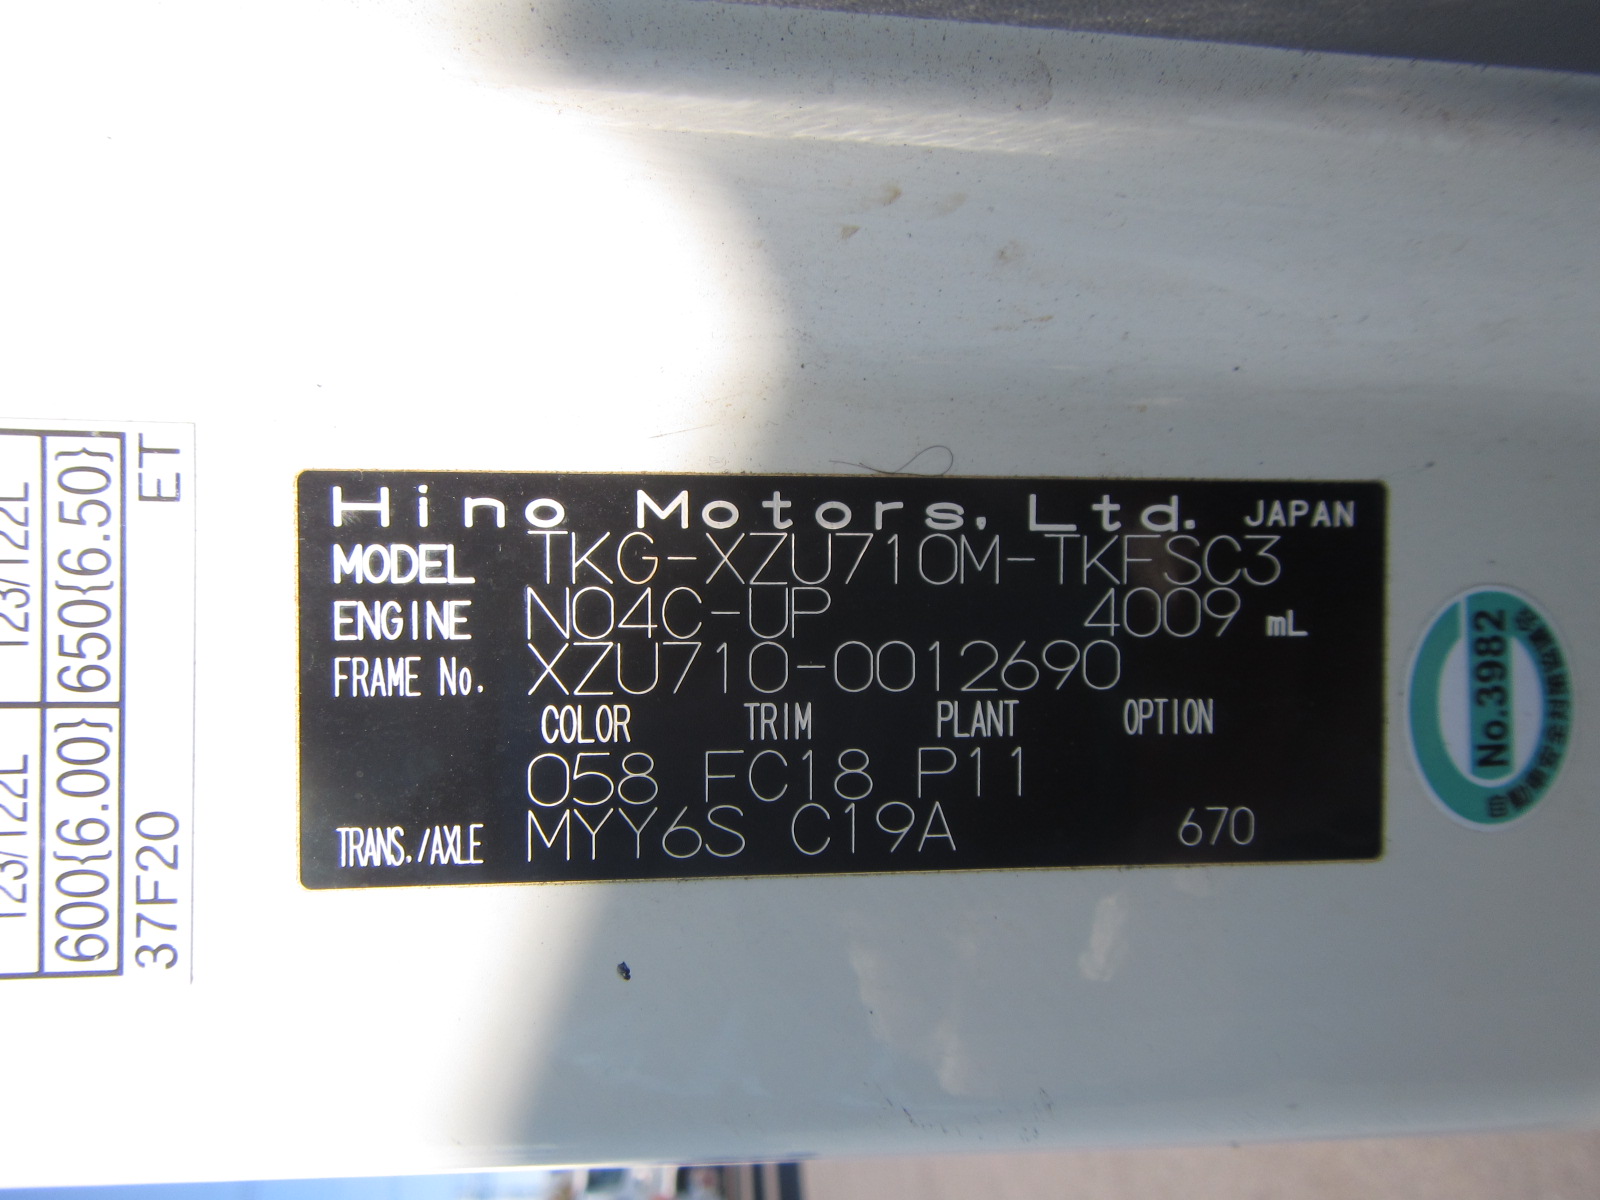 Hino Motors, Ltd. JAPAN
MODEL TKG-XZU710M-TKFSC3
ENGINE N04C-UP 4009 mL
FRAME No. XZU710-0012690
COLOR TRIM PLANT OPTION
058 FC18 P11
TRANS./AXLE MYY6S C19A 670
123/122L 123/122L
600{6.00} 650{6.50}
37F20 ET
No.3982